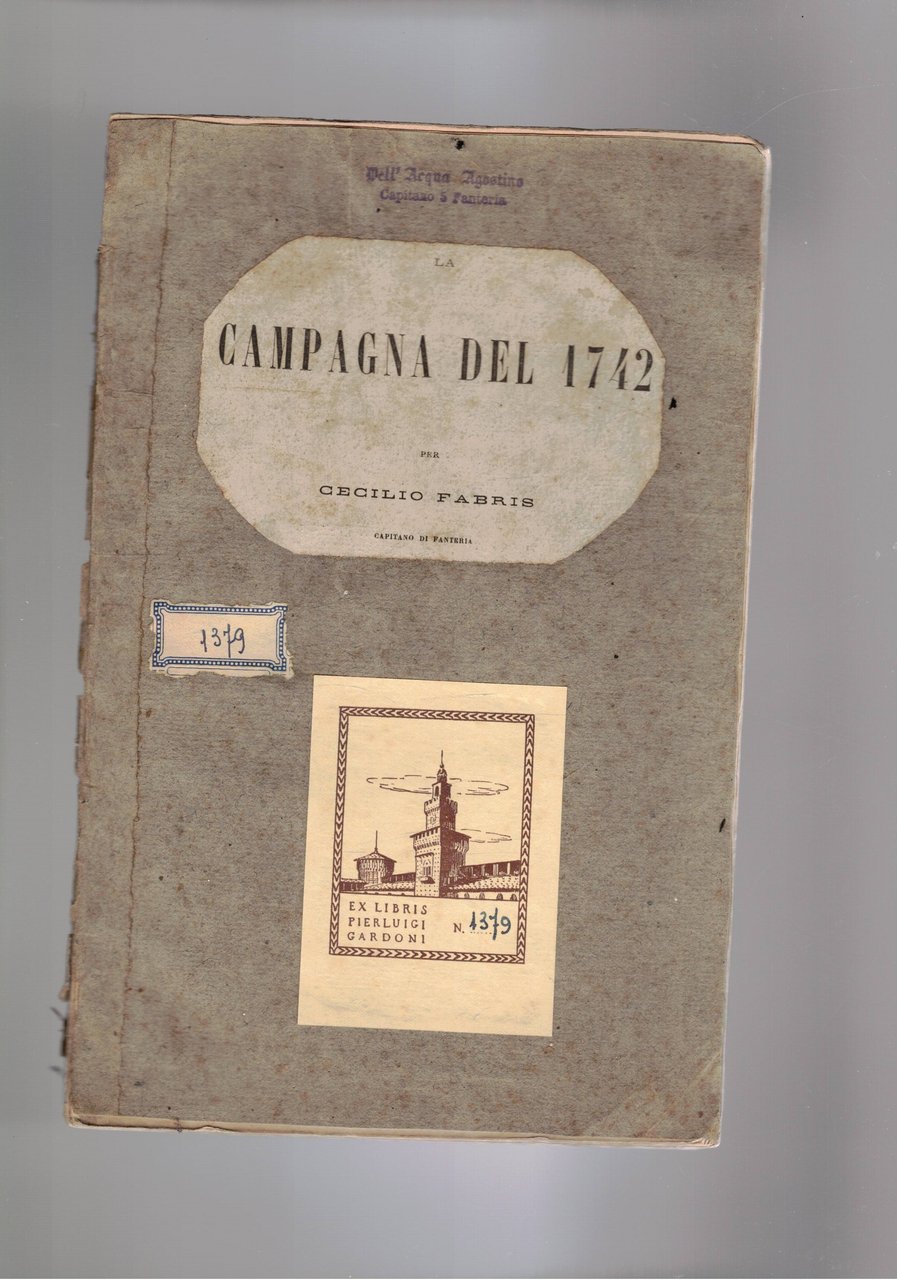 Dell' Acqua Agostino
Capitano 5 Fanteria
LA
CAMPAGNA DEL 1742
PER
CECILIO FABRIS
CAPITANO DI FANTERIA
1379
EX LIBRIS
PIERLUIGI
GARDONI
N. 1379